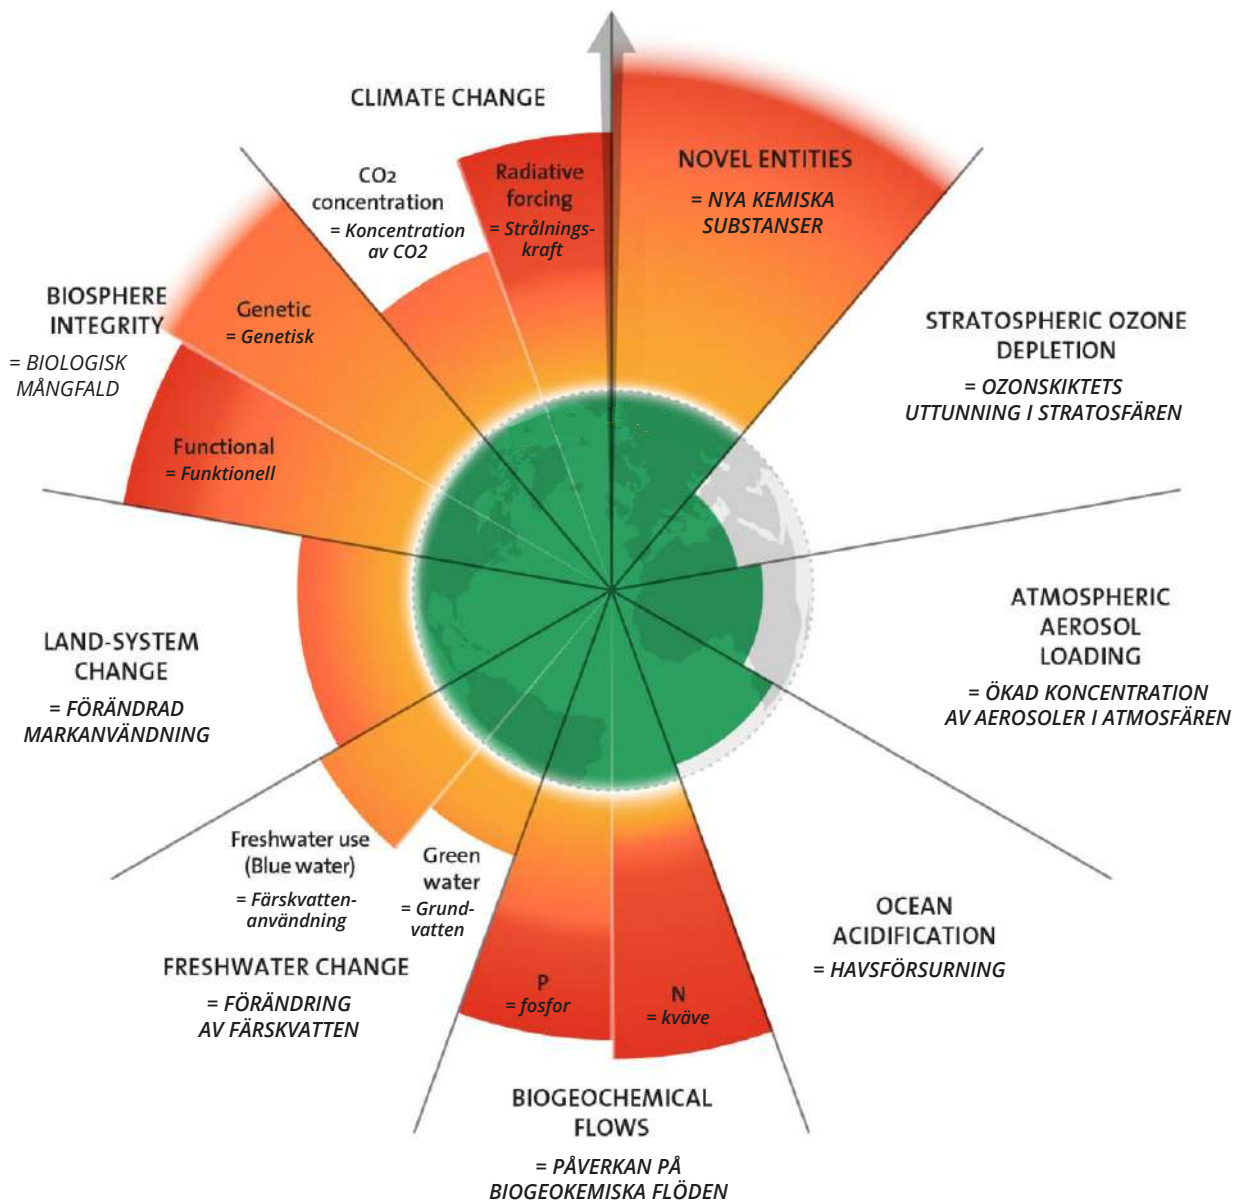 CLIMATE CHANGE
CO2
concentration
= Koncentration
av CO2
Radiative
forcing
= Strålnings-
kraft
NOVEL ENTITIES
= NYA KEMISKA
SUBSTANSER
STRATOSPHERIC OZONE
DEPLETION
= OZONSKIKTETS
UTTUNNING I STRATOSFÄREN
ATMOSPHERIC
AEROSOL
LOADING
= ÖKAD KONCENTRATION
AV AEROSOLER I ATMOSFÄREN
OCEAN
ACIDIFICATION
= HAVSFÖRSURNING
BIOGEOCHEMICAL
FLOWS
= PÅVERKAN PÅ
BIOGEOKEMISKA FLÖDEN
P
= fosfor
N
= kväve
FRESHWATER CHANGE
= FÖRÄNDRING
AV FÄRSKVATTEN
Freshwater use
(Blue water)
= Färskvatten-
användning
Green
water
= Grund-
vatten
LAND-SYSTEM
CHANGE
= FÖRÄNDRAD
MARKANVÄNDNING
BIOSPHERE
INTEGRITY
= BIOLOGISK
MÅNGFALD
Genetic
= Genetisk
Functional
= Funktionell